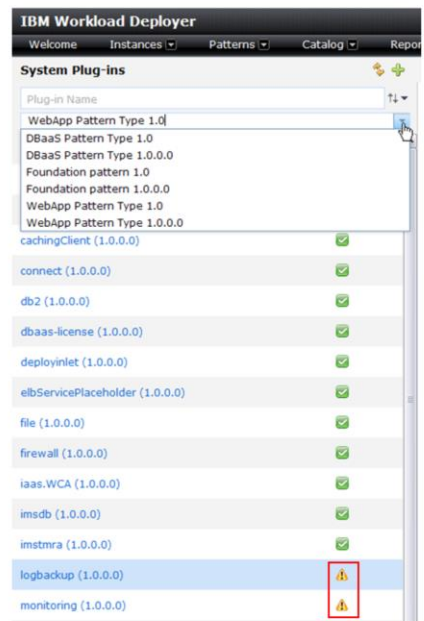 IBM Workload Deployer
Welcome Instances Patterns Catalog Repor
System Plug-ins
Plug-in Name
WebApp Pattern Type 1.0
DBaaS Pattern Type 1.0
DBaaS Pattern Type 1.0.0.0
Foundation pattern 1.0
Foundation pattern 1.0.0.0
WebApp Pattern Type 1.0
WebApp Pattern Type 1.0.0.0
cachingClient (1.0.0.0)
connect (1.0.0.0)
db2 (1.0.0.0)
dbaas-license (1.0.0.0)
deployinlet (1.0.0.0)
elbServicePlaceholder (1.0.0.0)
file (1.0.0.0)
firewall (1.0.0.0)
iaas.WCA (1.0.0.0)
imsdb (1.0.0.0)
imstmra (1.0.0.0)
logbackup (1.0.0.0)
monitoring (1.0.0.0)